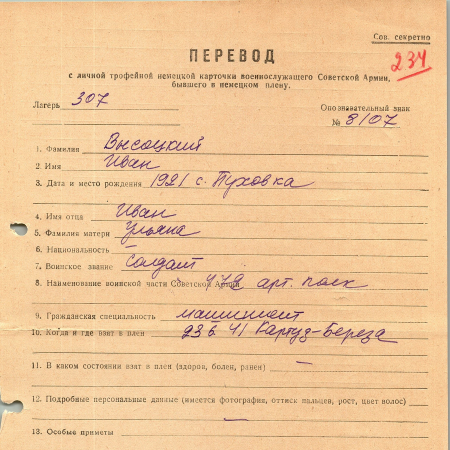 Сов. секретно
234
ПЕРЕВОД
с личной трофейной немецкой карточки военнослужащего Советской Армии,
бывшего в немецком плену.
Лагерь 307
Опознавательный знак
№ 8107
1. Фамилия Высоцкий
2. Имя Иван
3. Дата и место рождения 1921 с. Пуховка
4. Имя отца Иван
5. Фамилия матери Ульяна
6. Национальность —
7. Воинское звание Солдат
8. Наименование воинской части Советской Армии арт. полк
9. Гражданская специальность машинист
10. Когда и где взят в плен 23 6. 41 Картуз-Береза
11. В каком состоянии взят в плен (здоров, болен, ранен) —
12. Подробные персональные данные (имеется фотография, оттиск пальцев, рост, цвет волос)
—
13. Особые приметы